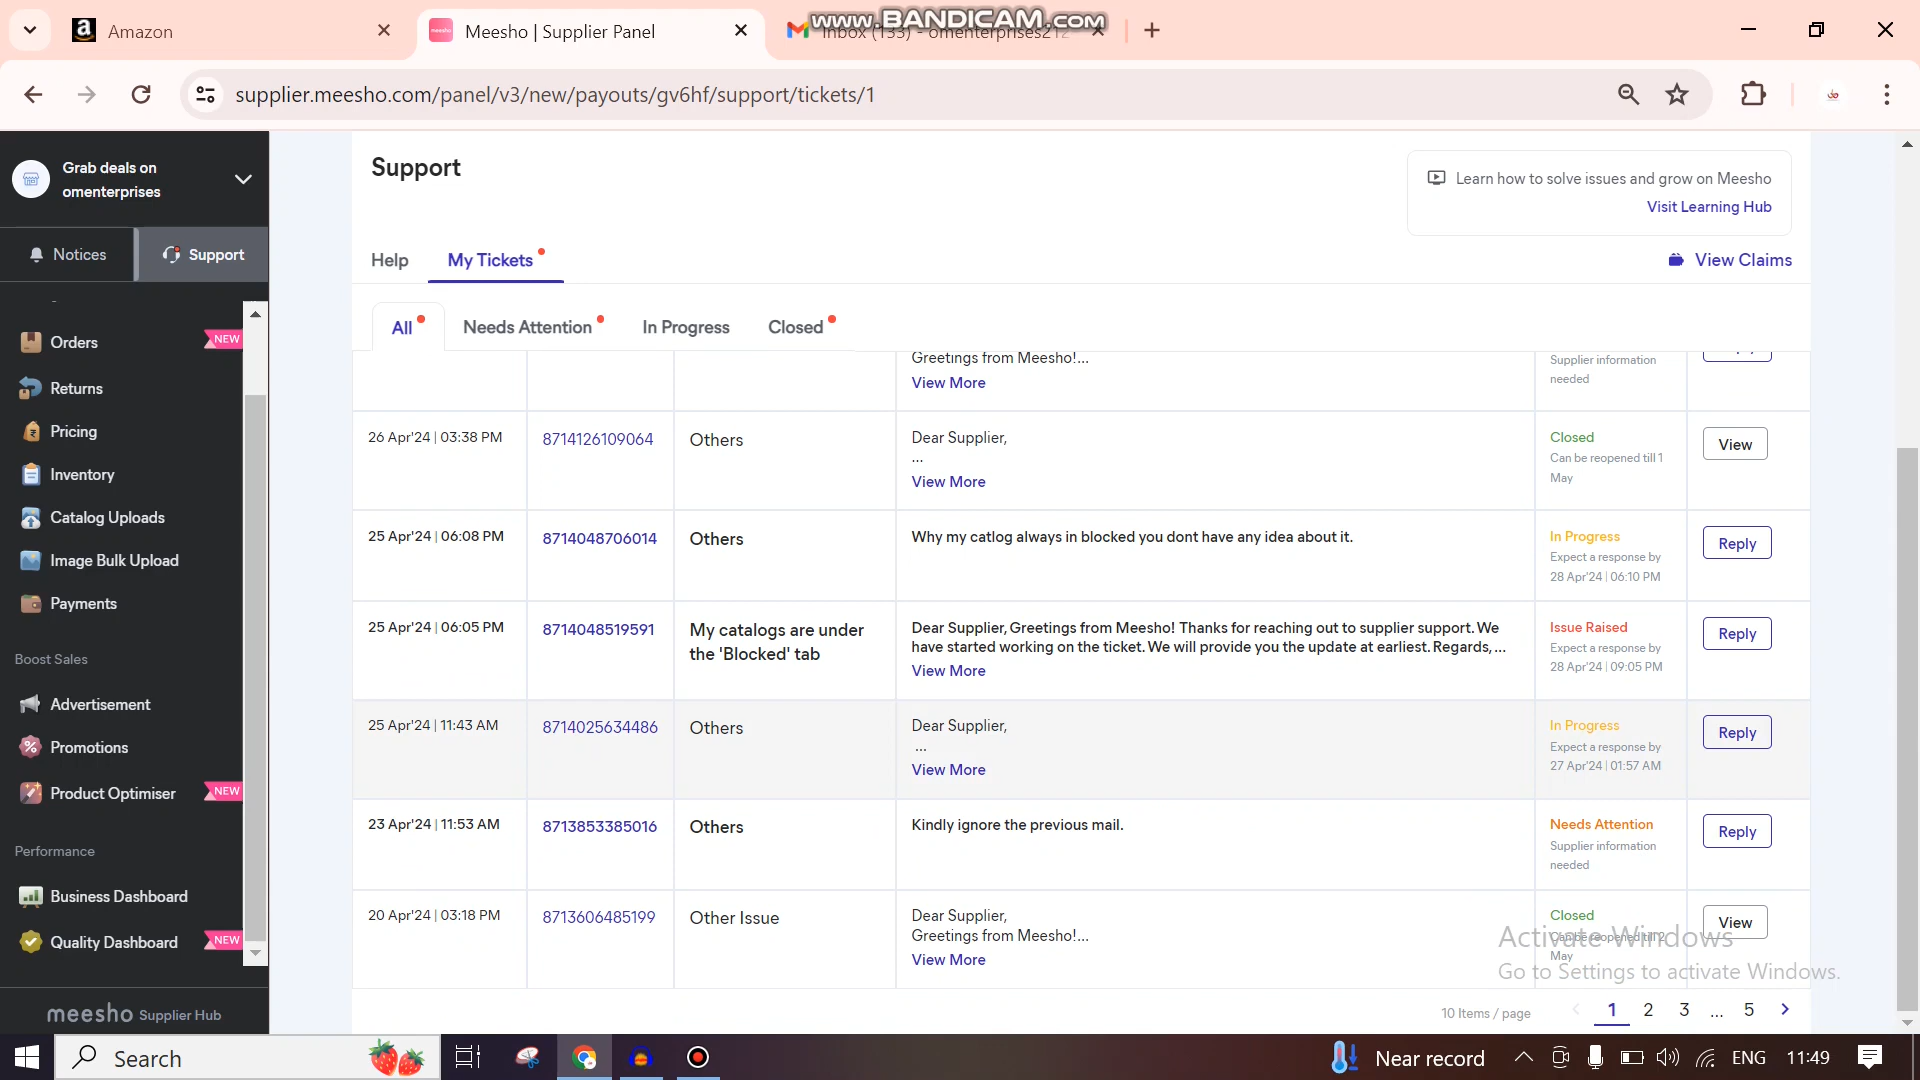 Amazon
Meesho | Supplier Panel
Inbox (133) - omenterprises212
www.BANDICAM.com
supplier.meesho.com/panel/v3/new/payouts/gv6hf/support/tickets/1
Grab deals on
omenterprises
Notices
Support
Orders
NEW
Returns
Pricing
Inventory
Catalog Uploads
Image Bulk Upload
Payments
Boost Sales
Advertisement
Promotions
Product Optimiser
NEW
Performance
Business Dashboard
Quality Dashboard
NEW
meesho Supplier Hub
Support
Learn how to solve issues and grow on Meesho
Visit Learning Hub
Help
My Tickets
View Claims
All
Needs Attention
In Progress
Closed
Greetings from Meesho!...
View More
Supplier information
needed
26 Apr'24 | 03:38 PM
8714126109064
Others
Dear Supplier,
...
View More
Closed
Can be reopened till 1
May
View
25 Apr'24 | 06:08 PM
8714048706014
Others
Why my catlog always in blocked you dont have any idea about it.
In Progress
Expect a response by
28 Apr'24 | 06:10 PM
Reply
25 Apr'24 | 06:05 PM
8714048519591
My catalogs are under
the 'Blocked' tab
Dear Supplier, Greetings from Meesho! Thanks for reaching out to supplier support. We
have started working on the ticket. We will provide you the update at earliest. Regards, ...
View More
Issue Raised
Expect a response by
28 Apr'24 | 09:05 PM
Reply
25 Apr'24 | 11:43 AM
8714025634486
Others
Dear Supplier,
...
View More
In Progress
Expect a response by
27 Apr'24 | 01:57 AM
Reply
23 Apr'24 | 11:53 AM
8713853385016
Others
Kindly ignore the previous mail.
Needs Attention
Supplier information
needed
Reply
20 Apr'24 | 03:18 PM
8713606485199
Other Issue
Dear Supplier,
Greetings from Meesho!...
View More
Closed
Can be reopened till 2
May
View
Activate Windows
Go to Settings to activate Windows.
10 Items / page
1 2 3 ... 5
Search
Near record
ENG
11:49